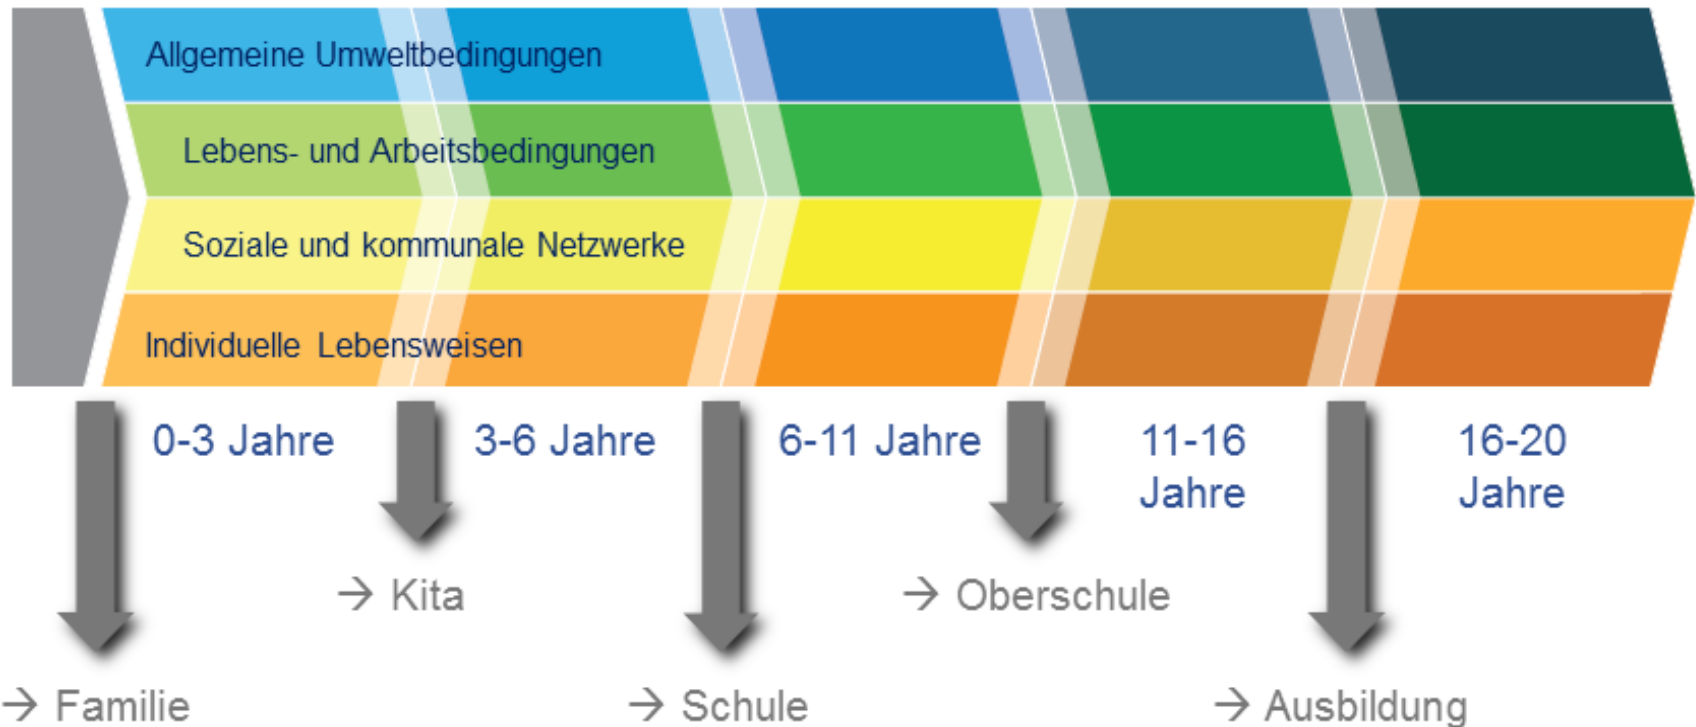 Allgemeine Umweltbedingungen
Lebens- und Arbeitsbedingungen
Soziale und kommunale Netzwerke
Individuelle Lebensweisen
0-3 Jahre
3-6 Jahre
6-11 Jahre
11-16
Jahre
16-20
Jahre
→ Kita
→ Oberschule
→ Familie
→ Schule
→ Ausbildung